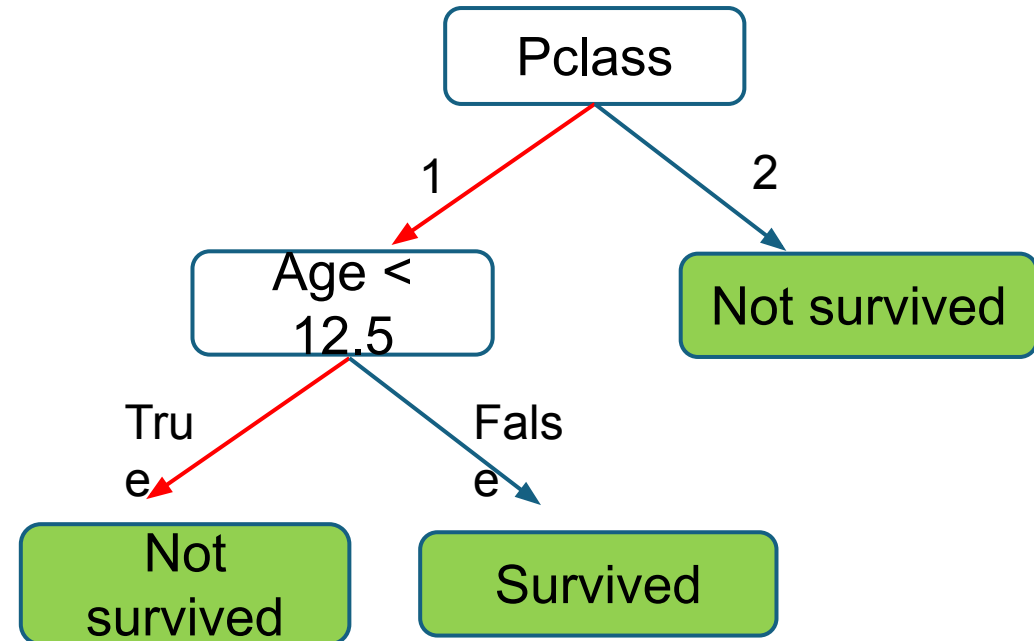 Pclass
1
2
Age <
12.5
Not survived
Tru
e
Fals
e
Not
survived
Survived